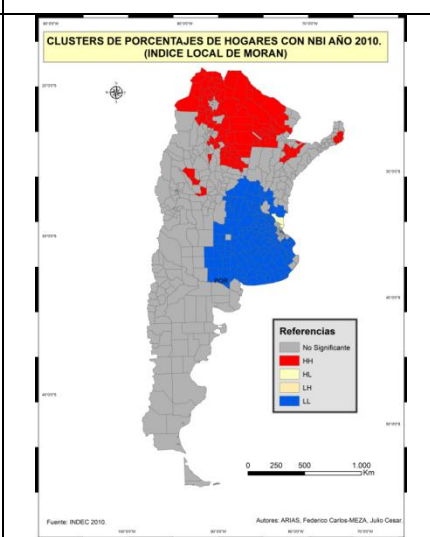 CLUSTERS DE PORCENTAJES DE HOGARES CON NBI AÑO 2010.
(INDICE LOCAL DE MORAN)
Referencias
No Significante
HH
HL
LH
LL
0 250 500 1.000
Km
Fuente: INDEC 2010.
Autores: ARIAS, Federico Carlos-MEZA, Julio Cesar.